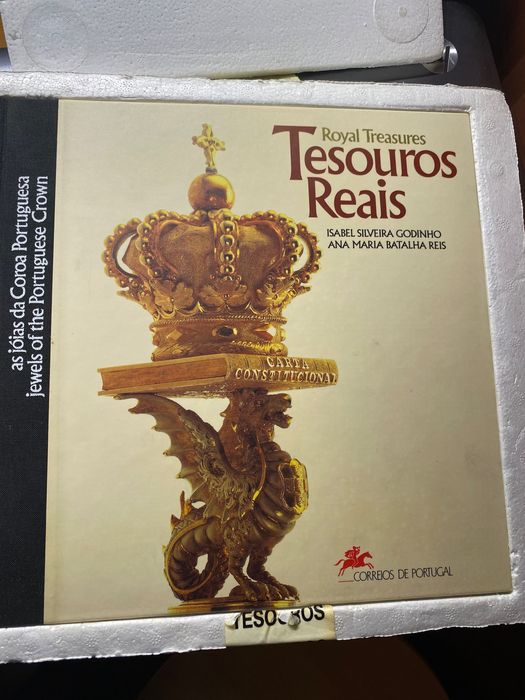 as jóias da Coroa Portuguesa
jewels of the Portuguese Crown
Royal Treasures
Tesouros
Reais
ISABEL SILVEIRA GODINHO
ANA MARIA BATALHA REIS
CARTA
CONSTITUCIONAL
CORREIOS DE PORTUGAL
TESOUROS